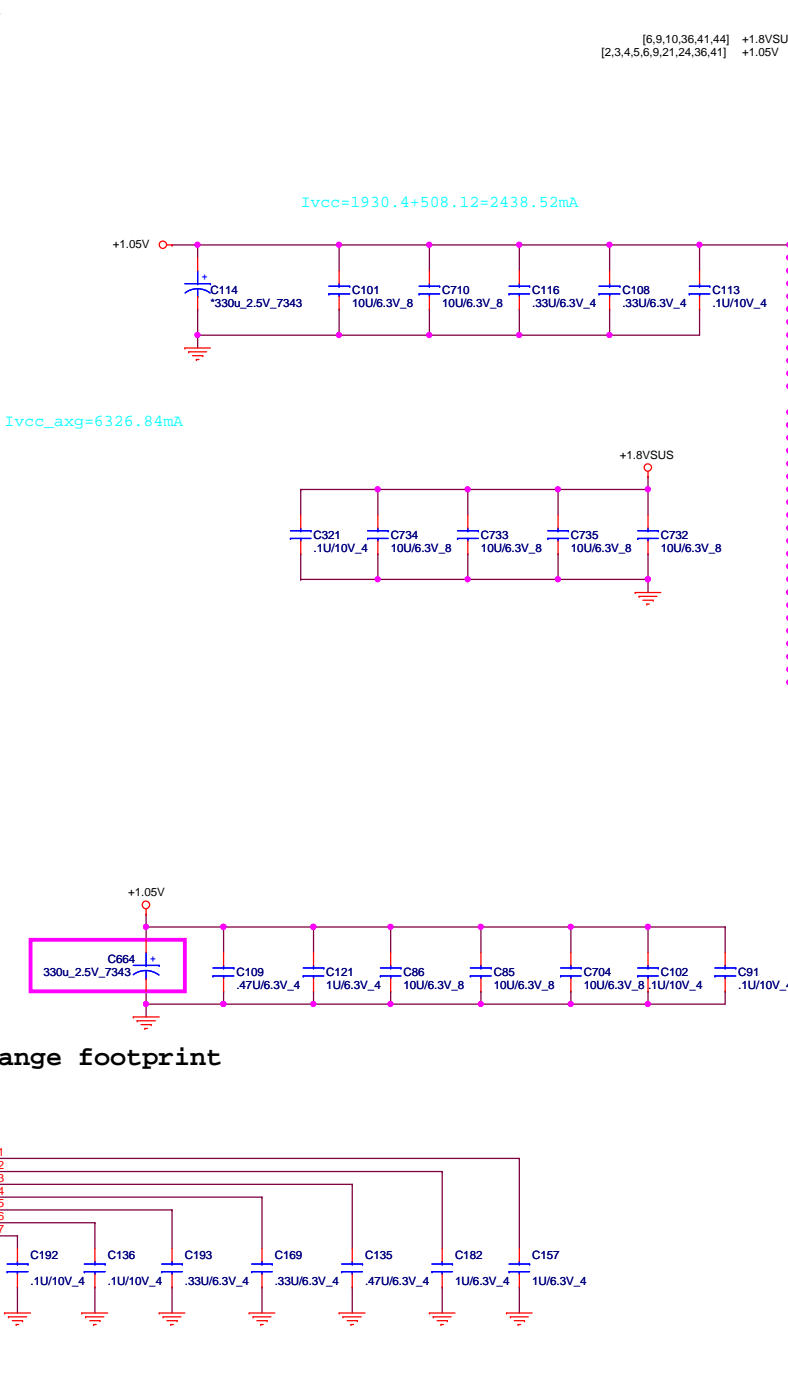 [6,9,10,36,41,44] +1.8VSU
[2,3,4,5,6,9,21,24,36,41] +1.05V
Ivcc=1930.4+508.12=2438.52mA
+1.05V
C114 C101 C710 C116 C108 C113
*330u_2.5V_7343 10U/6.3V_8 10U/6.3V_8 .33U/6.3V_4 .33U/6.3V_4 .1U/10V_4
Ivcc_axg=6326.84mA
+1.8VSUS
C321 C734 C733 C735 C732
.1U/10V_4 10U/6.3V_8 10U/6.3V_8 10U/6.3V_8 10U/6.3V_8
+1.05V
C664 C109 C121 C86 C85 C704 C102 C91
330u_2.5V_7343 .47U/6.3V_4 1U/6.3V_4 10U/6.3V_8 10U/6.3V_8 10U/6.3V_8 .1U/10V_4 .1U/10V_4
ange footprint
1
2
3
4
5
6
7
C192 C136 C193 C169 C135 C182 C157
.1U/10V_4 .1U/10V_4 .33U/6.3V_4 .33U/6.3V_4 .47U/6.3V_4 1U/6.3V_4 1U/6.3V_4